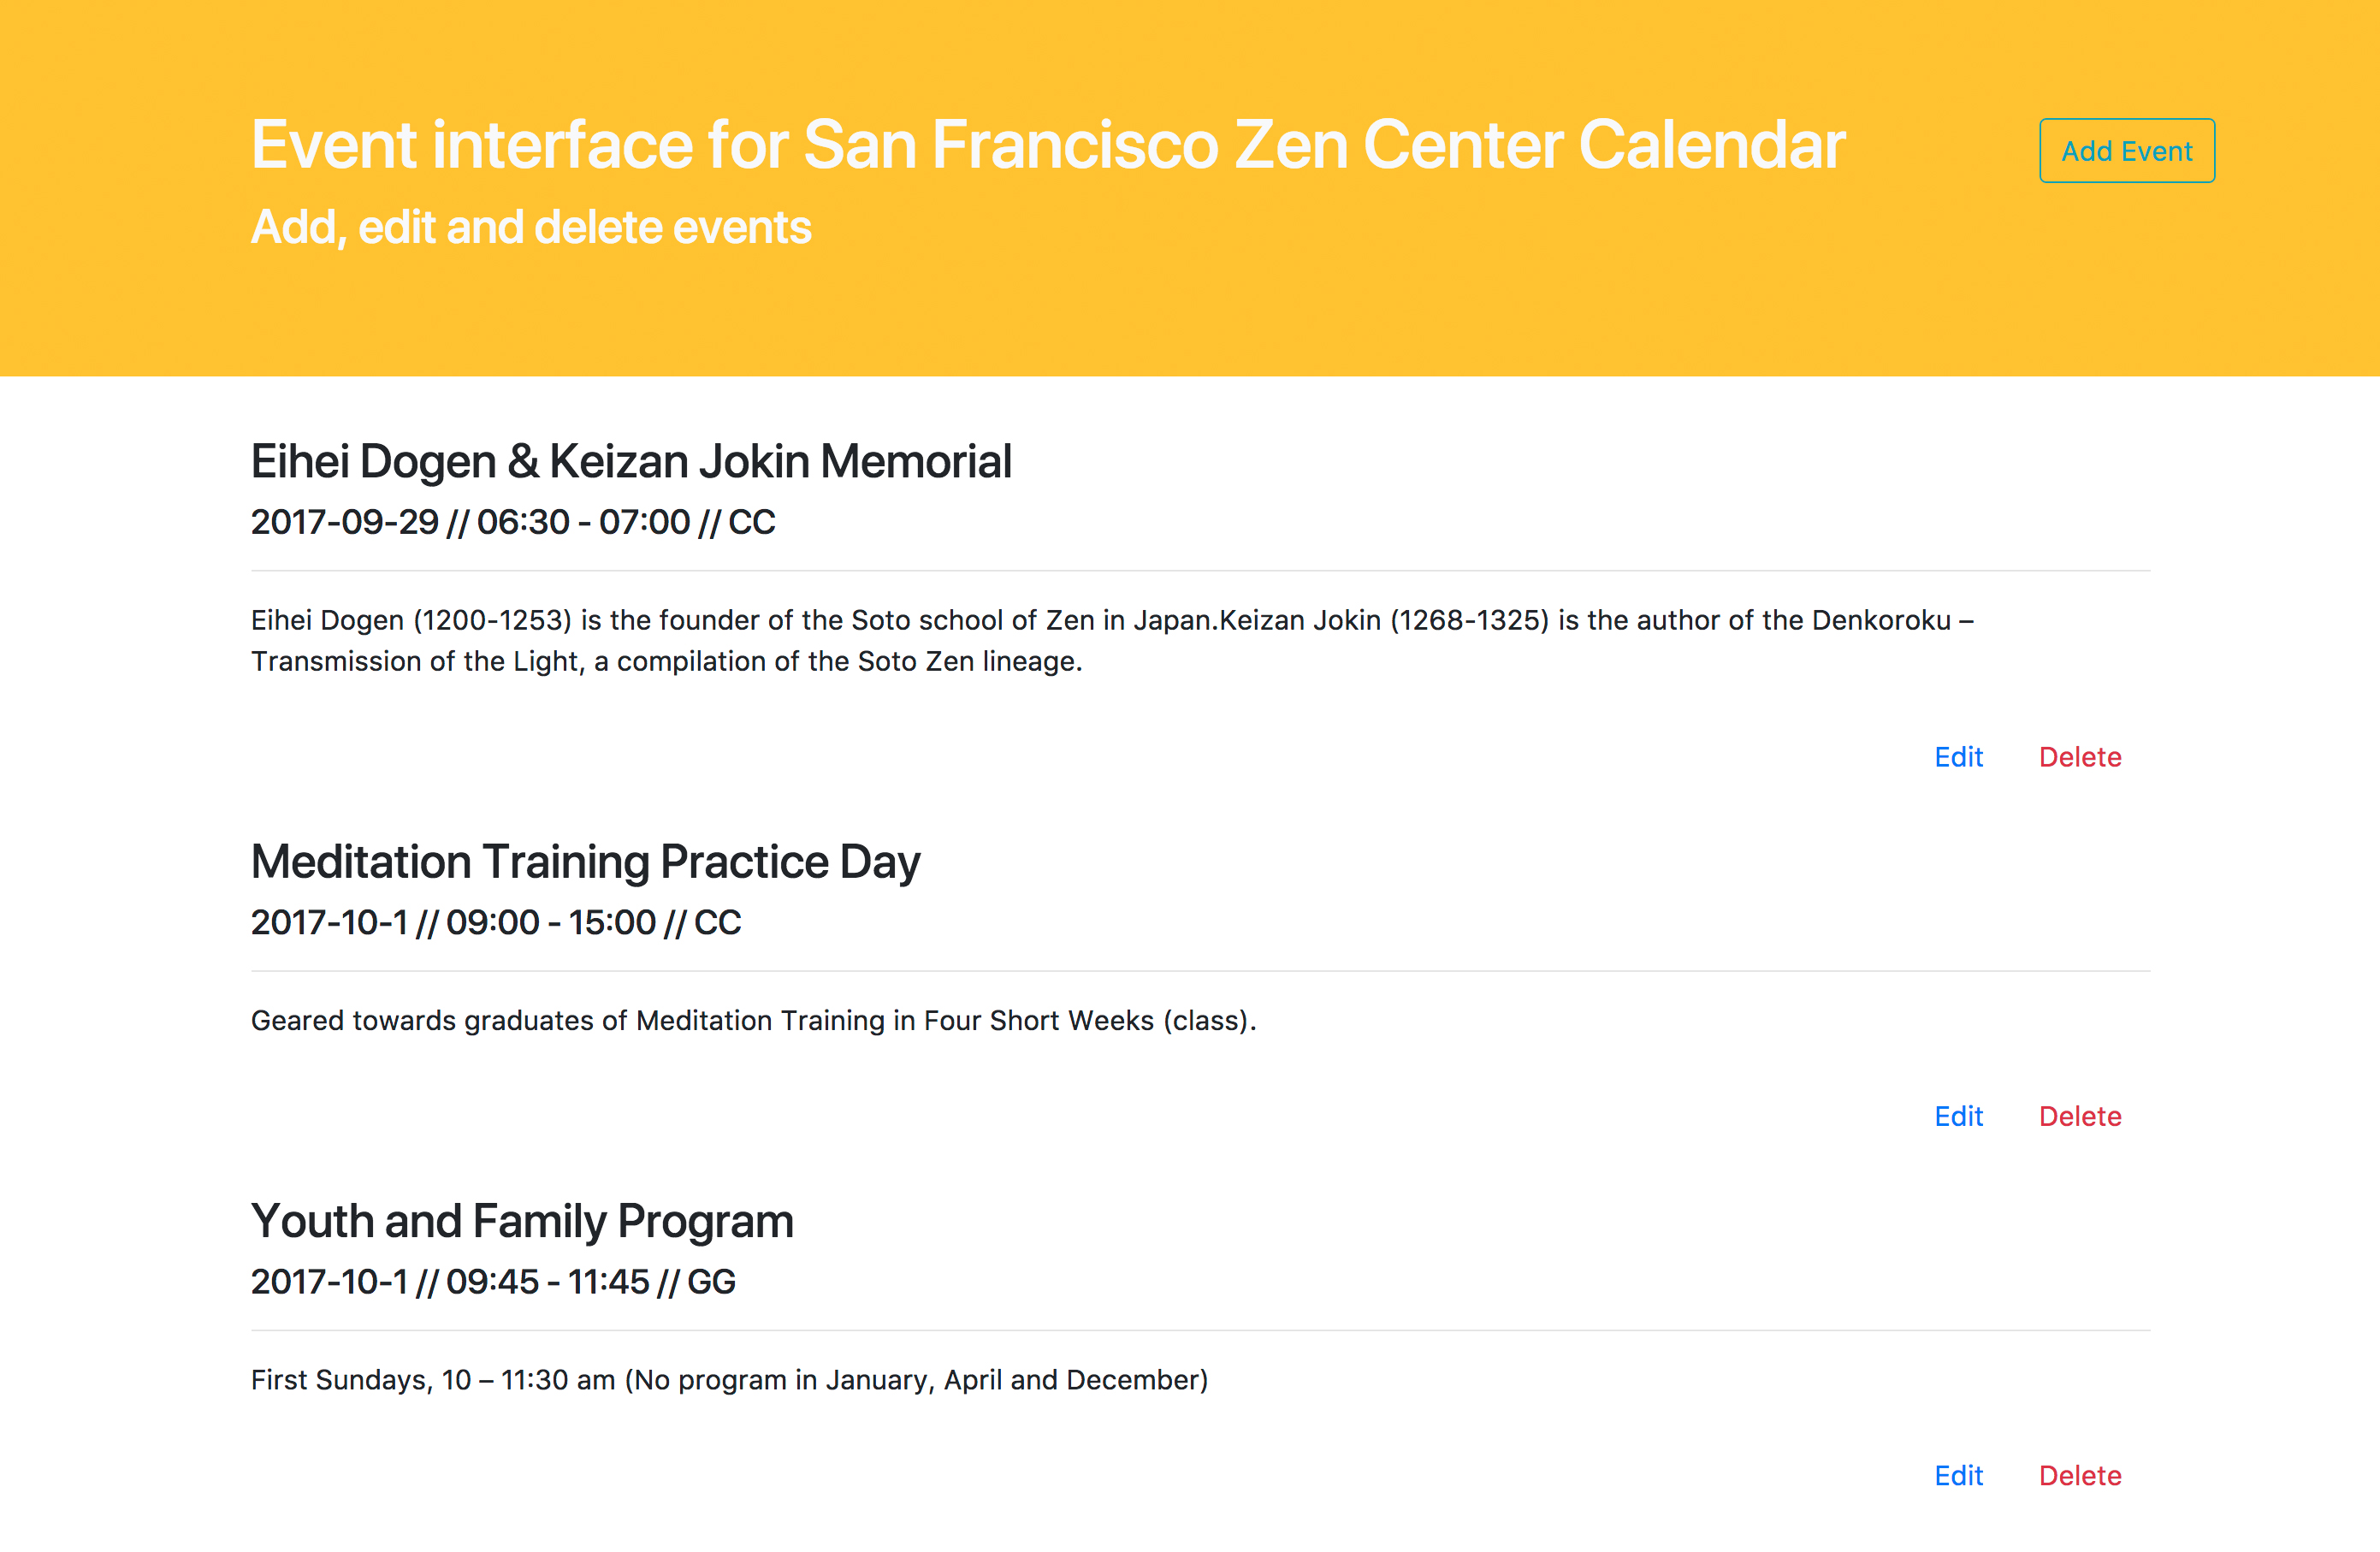 Event interface for San Francisco Zen Center Calendar
Add Event
Add, edit and delete events
Eihei Dogen & Keizan Jokin Memorial
2017-09-29 // 06:30 - 07:00 // CC
Eihei Dogen (1200-1253) is the founder of the Soto school of Zen in Japan.Keizan Jokin (1268-1325) is the author of the Denkoroku –
Transmission of the Light, a compilation of the Soto Zen lineage.
Edit Delete
Meditation Training Practice Day
2017-10-1 // 09:00 - 15:00 // CC
Geared towards graduates of Meditation Training in Four Short Weeks (class).
Edit Delete
Youth and Family Program
2017-10-1 // 09:45 - 11:45 // GG
First Sundays, 10 – 11:30 am (No program in January, April and December)
Edit Delete